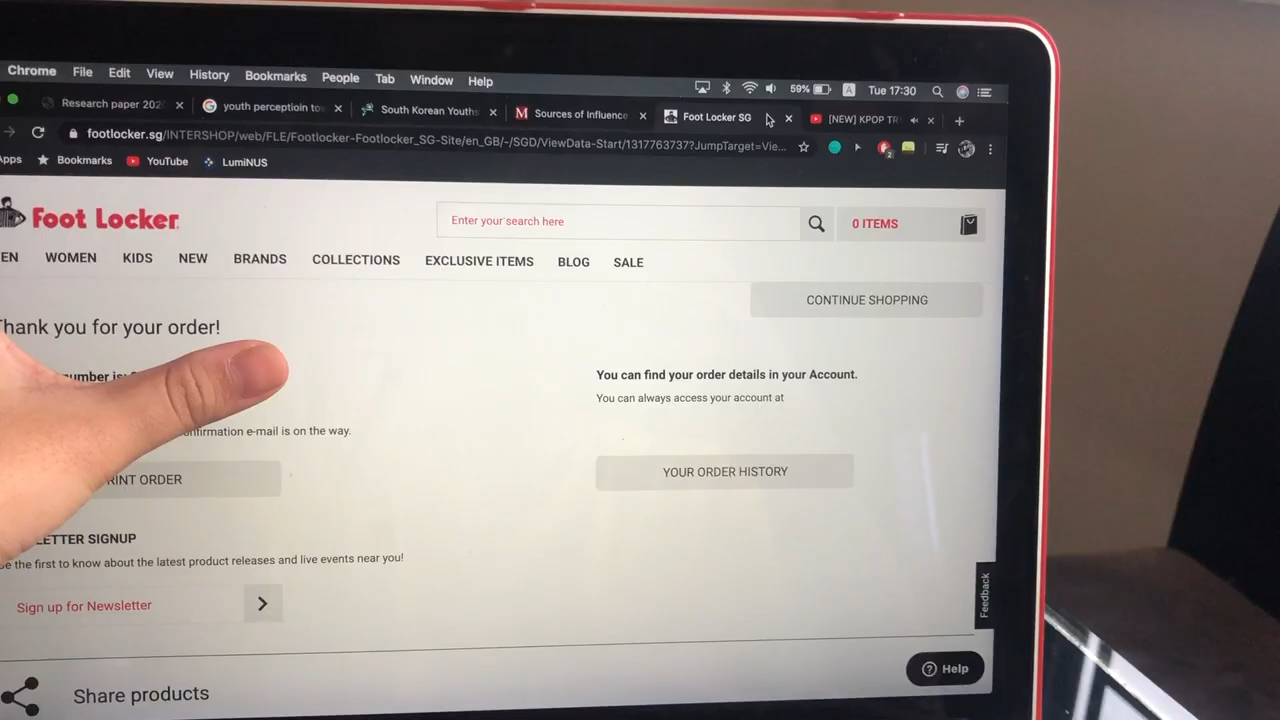 Chrome File Edit View History Bookmarks People Tab Window Help 59% A Tue 17:30
Research paper 202 youth perceptioin to South Korean Youths Sources of Influence Foot Locker SG [NEW] KPOP TR
footlocker.sg/INTERSHOP/web/FLE/Footlocker-Footlocker_SG-Site/en_GB/-/SGD/ViewData-Start/1317763737?JumpTarget=Vie... 2
Apps Bookmarks YouTube LumiNUS
Foot Locker Enter your search here 0 ITEMS
EN WOMEN KIDS NEW BRANDS COLLECTIONS EXCLUSIVE ITEMS BLOG SALE
CONTINUE SHOPPING
Thank you for your order!
umber is: You can find your order details in your Account.
You can always access your account at
nfirmation e-mail is on the way.
RINT ORDER YOUR ORDER HISTORY
LETTER SIGNUP
e the first to know about the latest product releases and live events near you!
Sign up for Newsletter
Feedback
Help
Share products